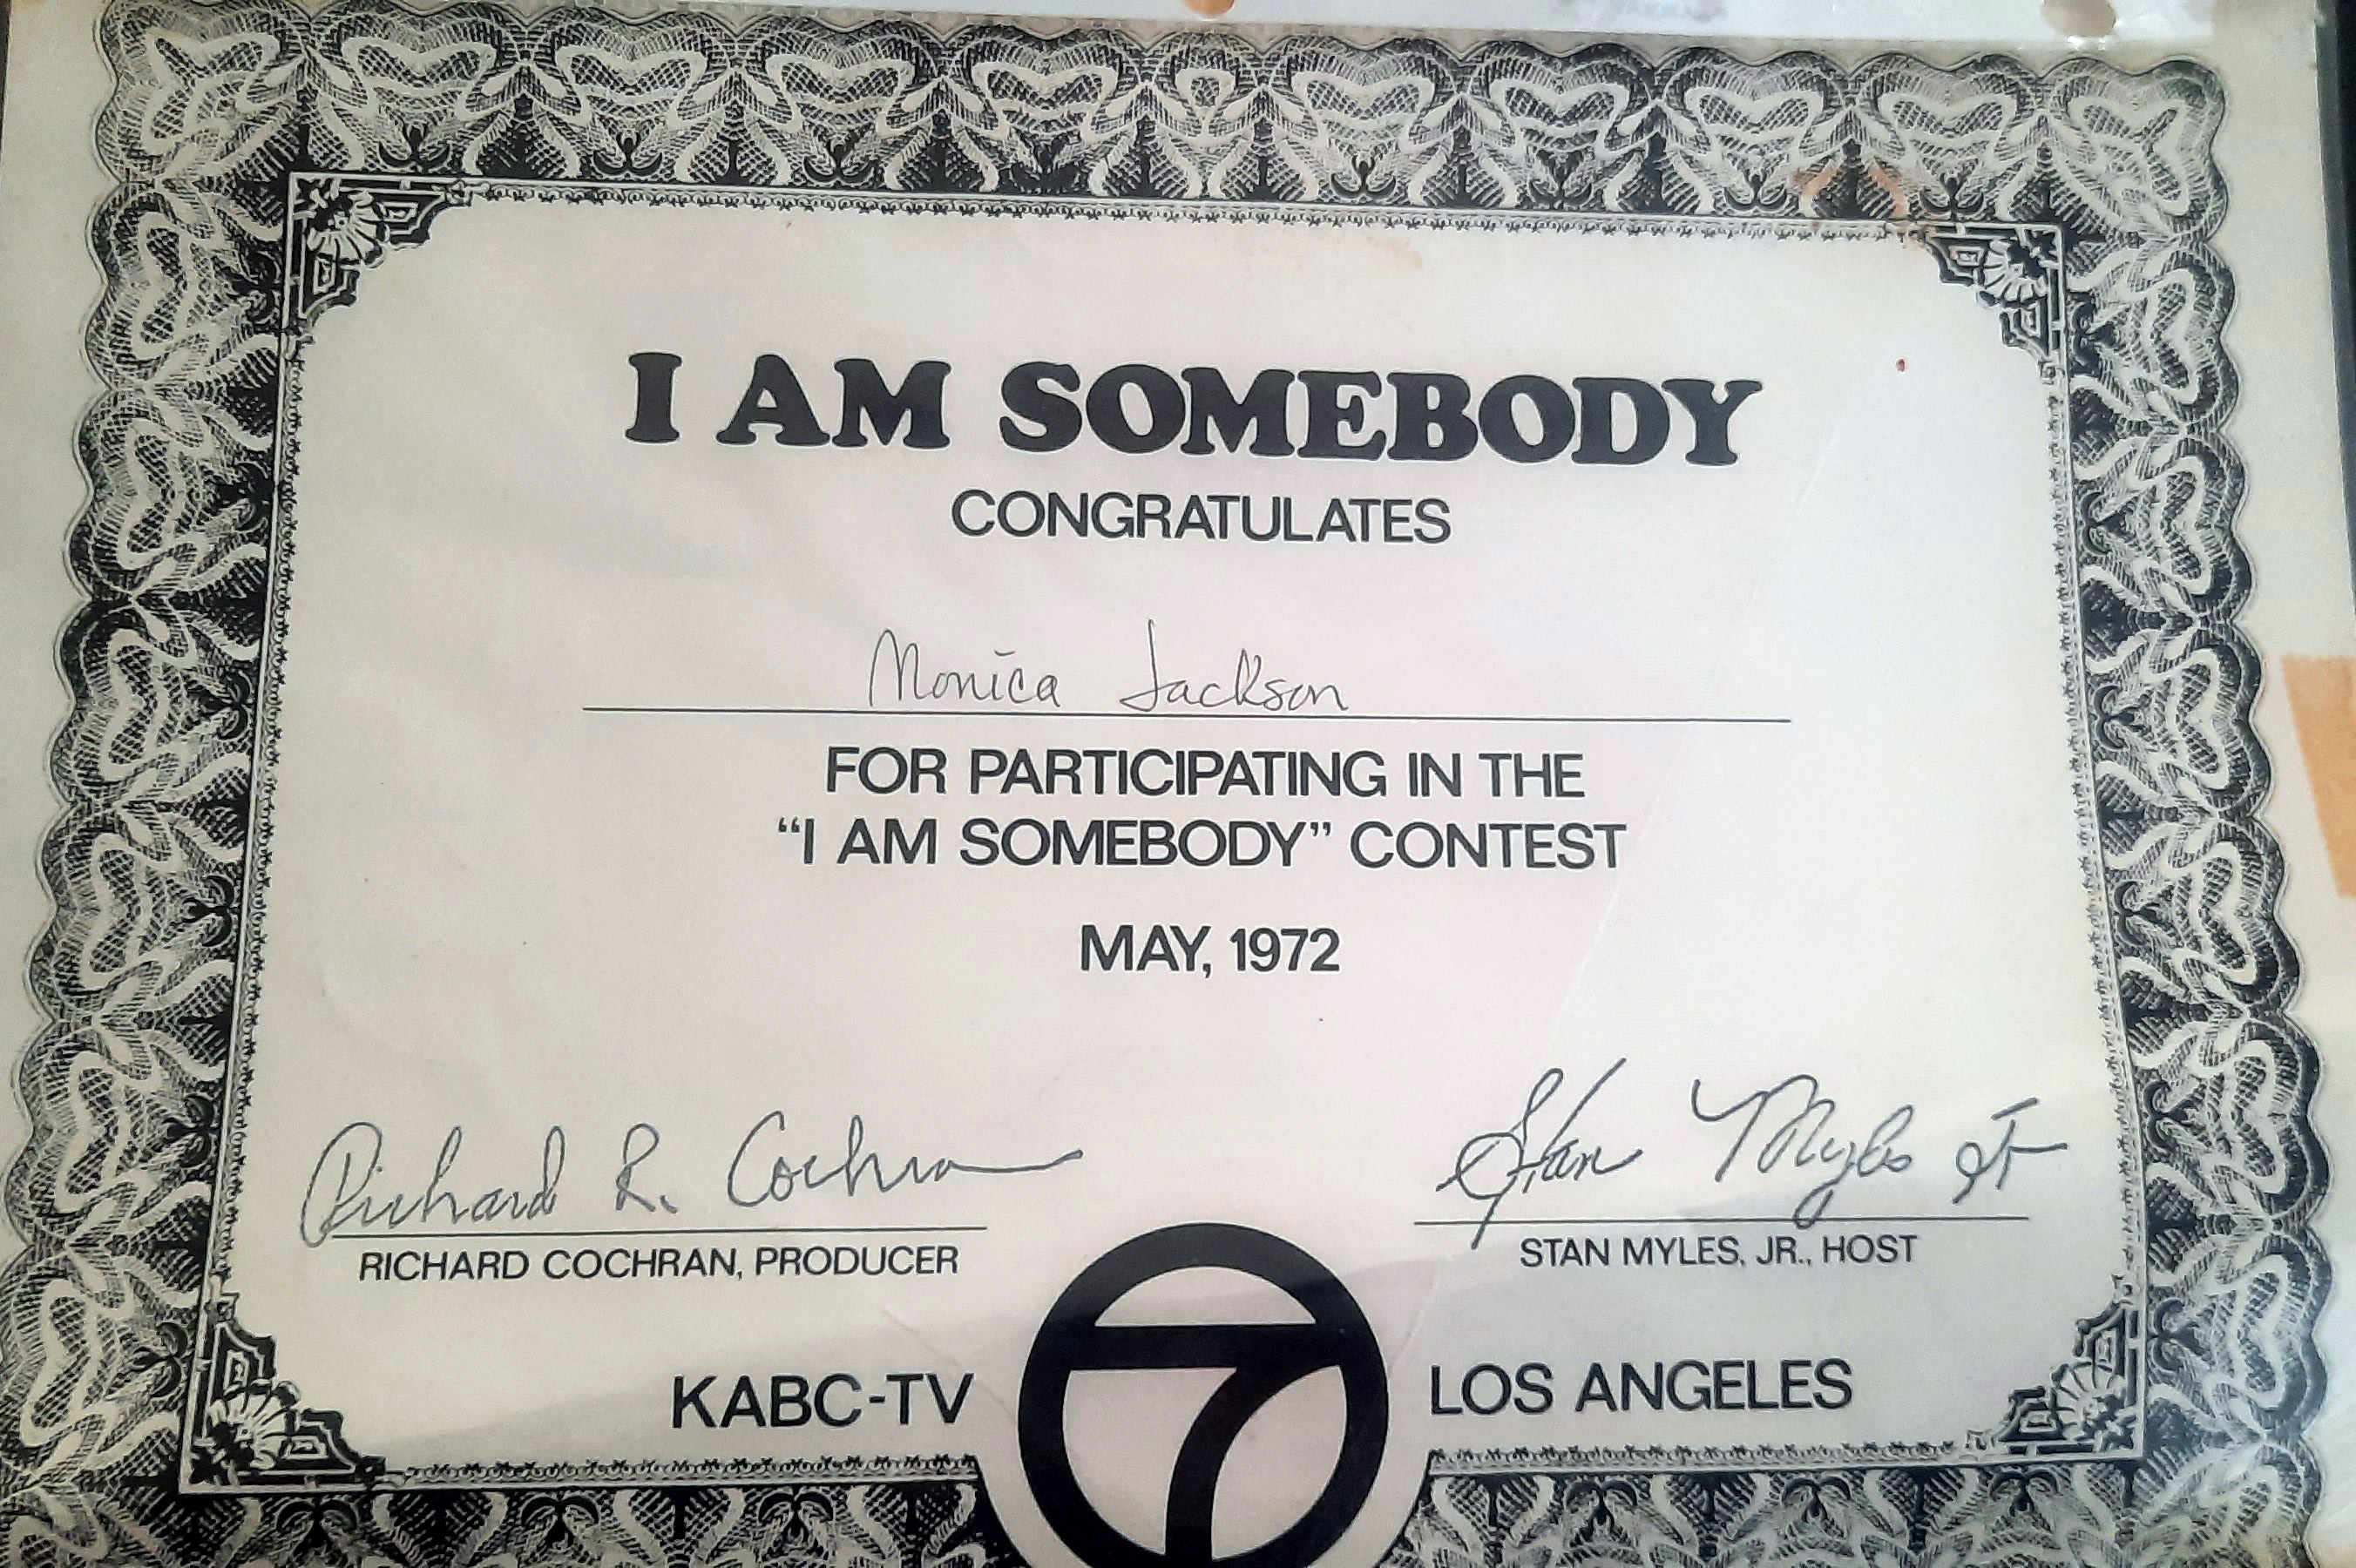 I AM SOMEBODY
CONGRATULATES
Monica Jackson
FOR PARTICIPATING IN THE
“I AM SOMEBODY” CONTEST
MAY, 1972
Richard R. Cochran
Stan Myles Jr
RICHARD COCHRAN, PRODUCER
STAN MYLES, JR., HOST
KABC-TV 7 LOS ANGELES